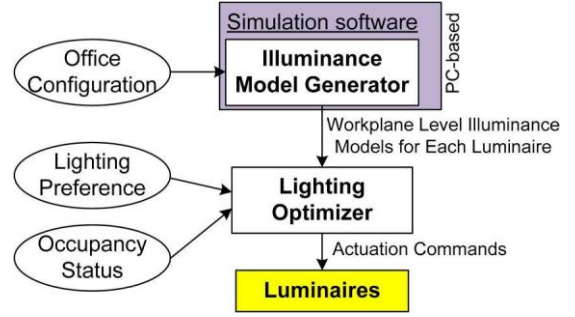 Simulation software
Office
Configuration
Illuminance
Model Generator
PC-based
Workplane Level Illuminance
Models for Each Luminaire
Lighting
Preference
Lighting
Optimizer
Occupancy
Status
Actuation Commands
Luminaires